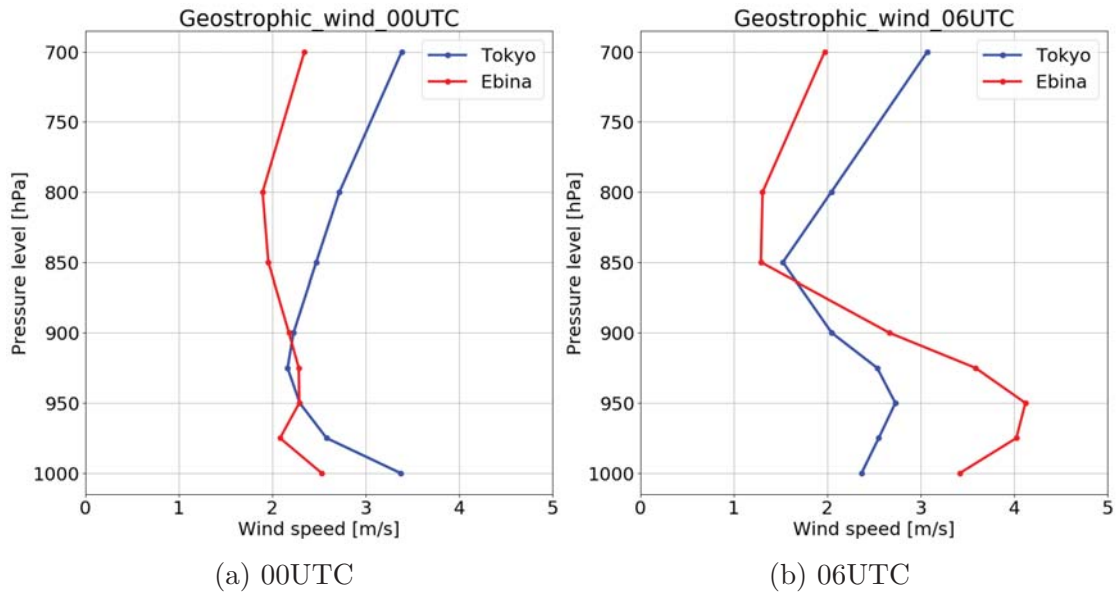 Geostrophic_wind_00UTC
Tokyo
Ebina
700
750
800
850
900
950
1000
Pressure level [hPa]
0 1 2 3 4 5
Wind speed [m/s]
(a) 00UTC
Geostrophic_wind_06UTC
Tokyo
Ebina
700
750
800
850
900
950
1000
Pressure level [hPa]
0 1 2 3 4 5
Wind speed [m/s]
(b) 06UTC